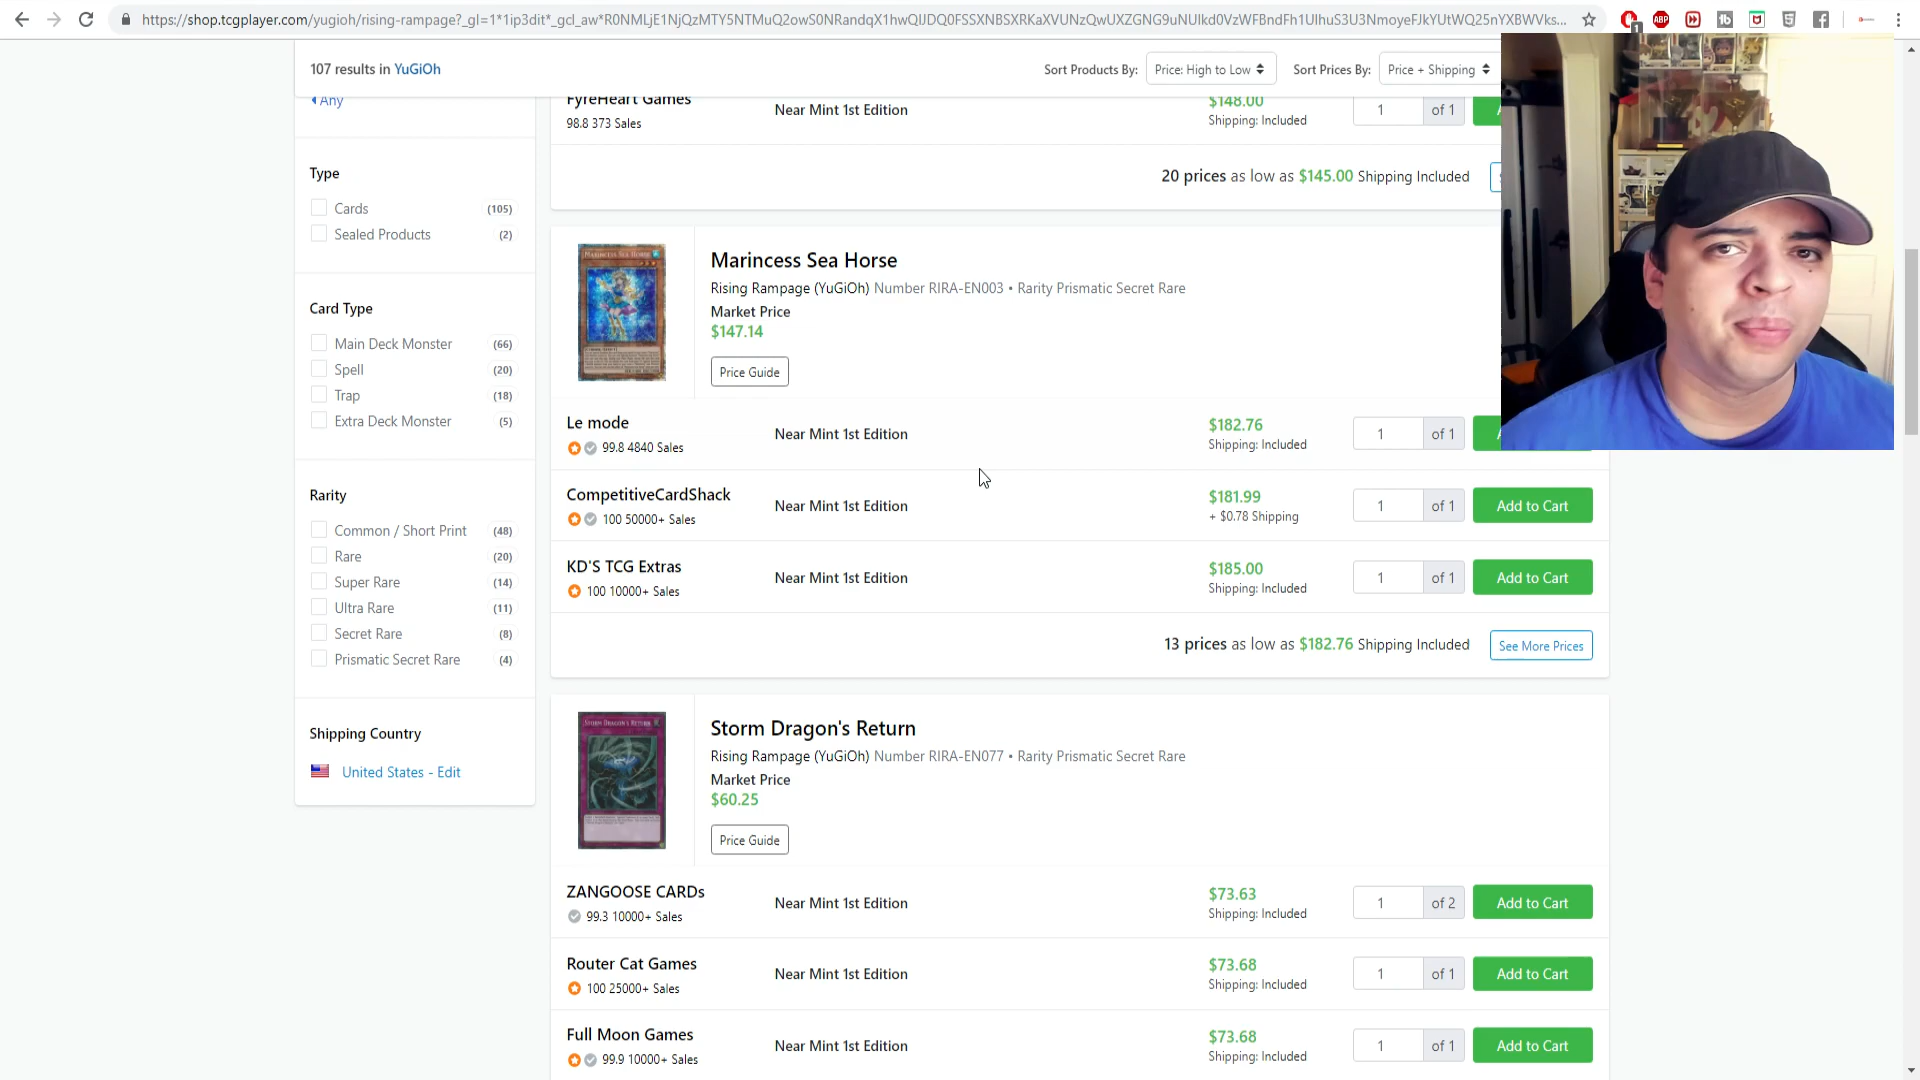 107 results in YuGiOh
Sort Products By: Price: High to Low
Sort Prices By: Price + Shipping
Any
Type
Cards (105)
Sealed Products (2)
Card Type
Main Deck Monster (66)
Spell (20)
Trap (18)
Extra Deck Monster (5)
Rarity
Common / Short Print (48)
Rare (20)
Super Rare (14)
Ultra Rare (11)
Secret Rare (8)
Prismatic Secret Rare (4)
Shipping Country
United States - Edit
FyreHeart Games
98.8 373 Sales
Near Mint 1st Edition
$148.00
Shipping: Included
1 of 1
20 prices as low as $145.00 Shipping Included
Marincess Sea Horse
Rising Rampage (YuGiOh) Number RIRA-EN003 • Rarity Prismatic Secret Rare
Market Price
$147.14
Price Guide
Le mode
99.8 4840 Sales
Near Mint 1st Edition
$182.76
Shipping: Included
1 of 1
CompetitiveCardShack
100 50000+ Sales
Near Mint 1st Edition
$181.99
+ $0.78 Shipping
1 of 1
Add to Cart
KD'S TCG Extras
100 10000+ Sales
Near Mint 1st Edition
$185.00
Shipping: Included
1 of 1
Add to Cart
13 prices as low as $182.76 Shipping Included
See More Prices
Storm Dragon's Return
Rising Rampage (YuGiOh) Number RIRA-EN077 • Rarity Prismatic Secret Rare
Market Price
$60.25
Price Guide
ZANGOOSE CARDs
99.3 10000+ Sales
Near Mint 1st Edition
$73.63
Shipping: Included
1 of 2
Add to Cart
Router Cat Games
100 25000+ Sales
Near Mint 1st Edition
$73.68
Shipping: Included
1 of 1
Add to Cart
Full Moon Games
99.9 10000+ Sales
Near Mint 1st Edition
$73.68
Shipping: Included
1 of 1
Add to Cart